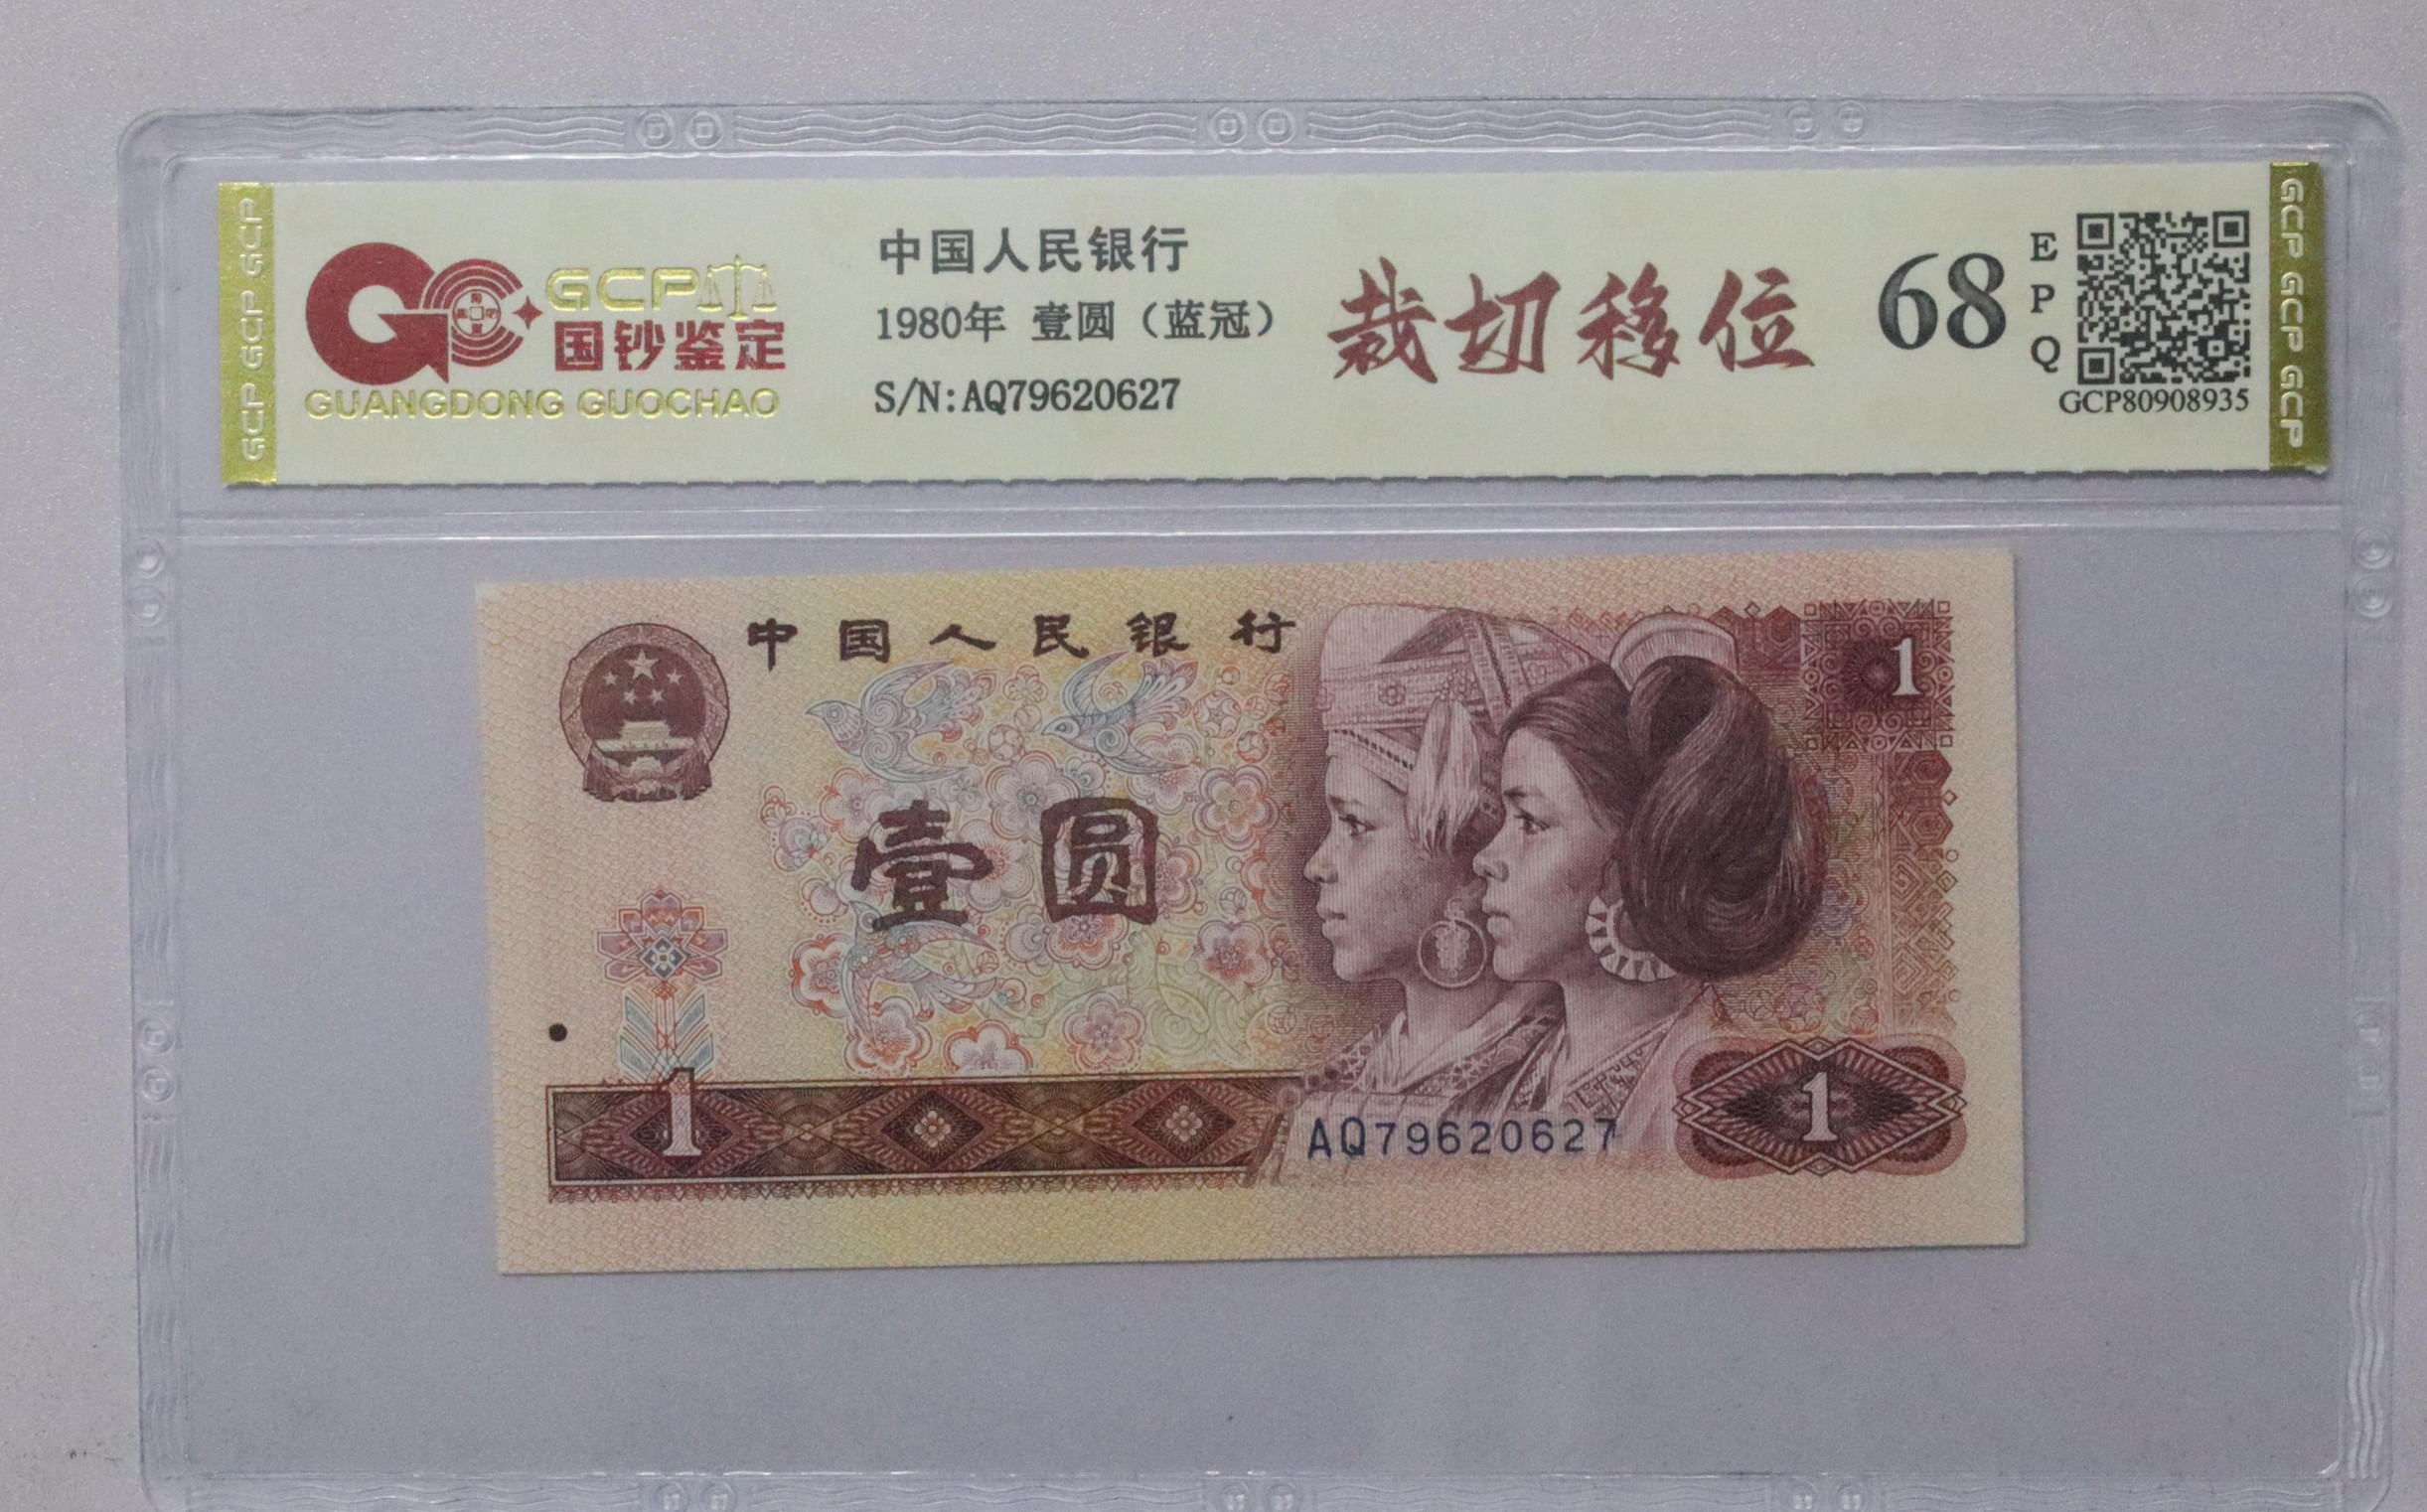 GCP GCP GCP
GCP
国钞鉴定
GUANGDONG GUOCHAO
中国人民银行
1980年 壹圆（蓝冠）
S/N:AQ79620627
裁切移位
68
E
P
Q
GCP80908935
GCP GCP GCP GCP
中国人民银行
1
壹圆
1
AQ79620627
1